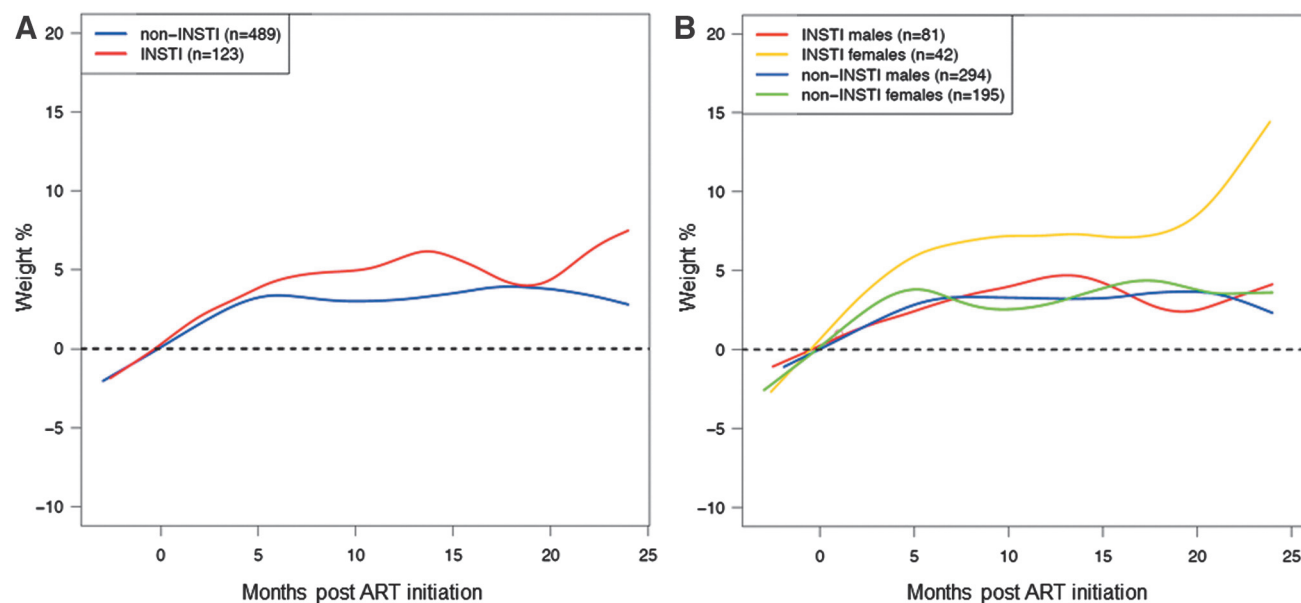 A
non-INSTI (n=489)
INSTI (n=123)
20
15
10
5
0
−5
−10
Weight %
0 5 10 15 20 25
Months post ART initiation
B
INSTI males (n=81)
INSTI females (n=42)
non-INSTI males (n=294)
non-INSTI females (n=195)
20
15
10
5
0
−5
−10
Weight %
0 5 10 15 20 25
Months post ART initiation